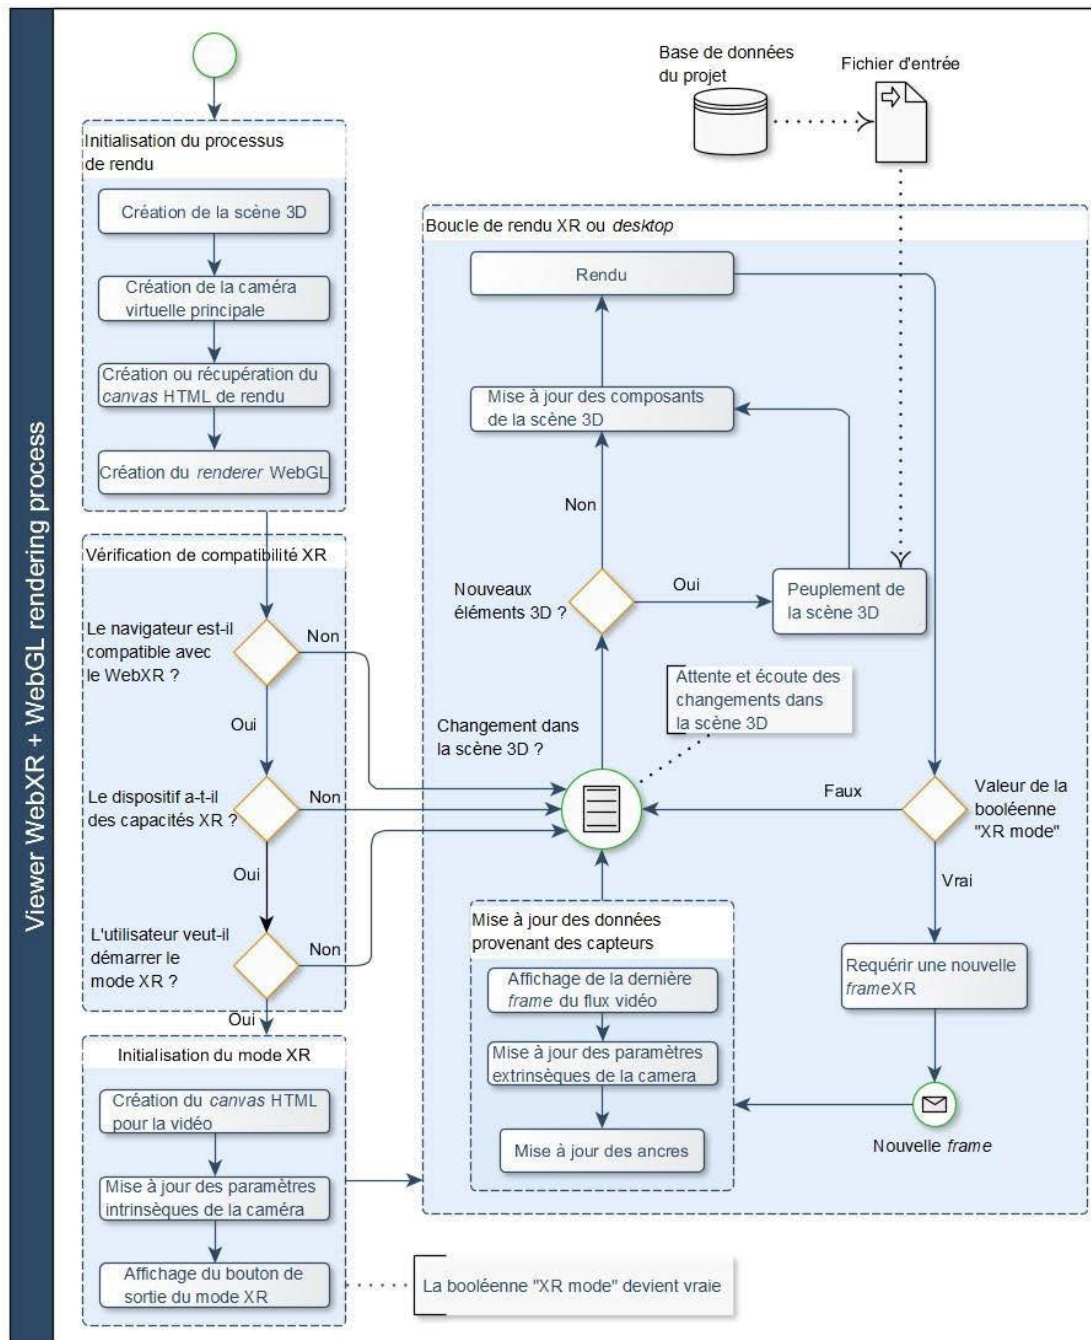 Viewer WebXR + WebGL rendering process
Initialisation du processus
de rendu
Création de la scène 3D
Création de la caméra
virtuelle principale
Création ou récupération du
canvas HTML de rendu
Création du renderer WebGL
Vérification de compatibilité XR
Le navigateur est-il
compatible avec
le WebXR ?
Non
Oui
Le dispositif a-t-il
des capacités XR ?
Non
Oui
L'utilisateur veut-il
démarrer le
mode XR ?
Non
Oui
Initialisation du mode XR
Création du canvas HTML
pour la vidéo
Mise à jour des paramètres
intrinsèques de la caméra
Affichage du bouton de
sortie du mode XR
La booléenne "XR mode" devient vraie
Base de données
du projet
Fichier d'entrée
Boucle de rendu XR ou desktop
Rendu
Mise à jour des composants
de la scène 3D
Non
Nouveaux
éléments 3D ?
Oui
Peuplement de
la scène 3D
Attente et écoute des
changements dans
la scène 3D
Changement dans
la scène 3D ?
Faux
Valeur de la
booléenne
"XR mode"
Vrai
Mise à jour des données
provenant des capteurs
Affichage de la dernière
frame du flux vidéo
Mise à jour des paramètres
extrinsèques de la camera
Mise à jour des ancres
Requérir une nouvelle
frameXR
Nouvelle frame